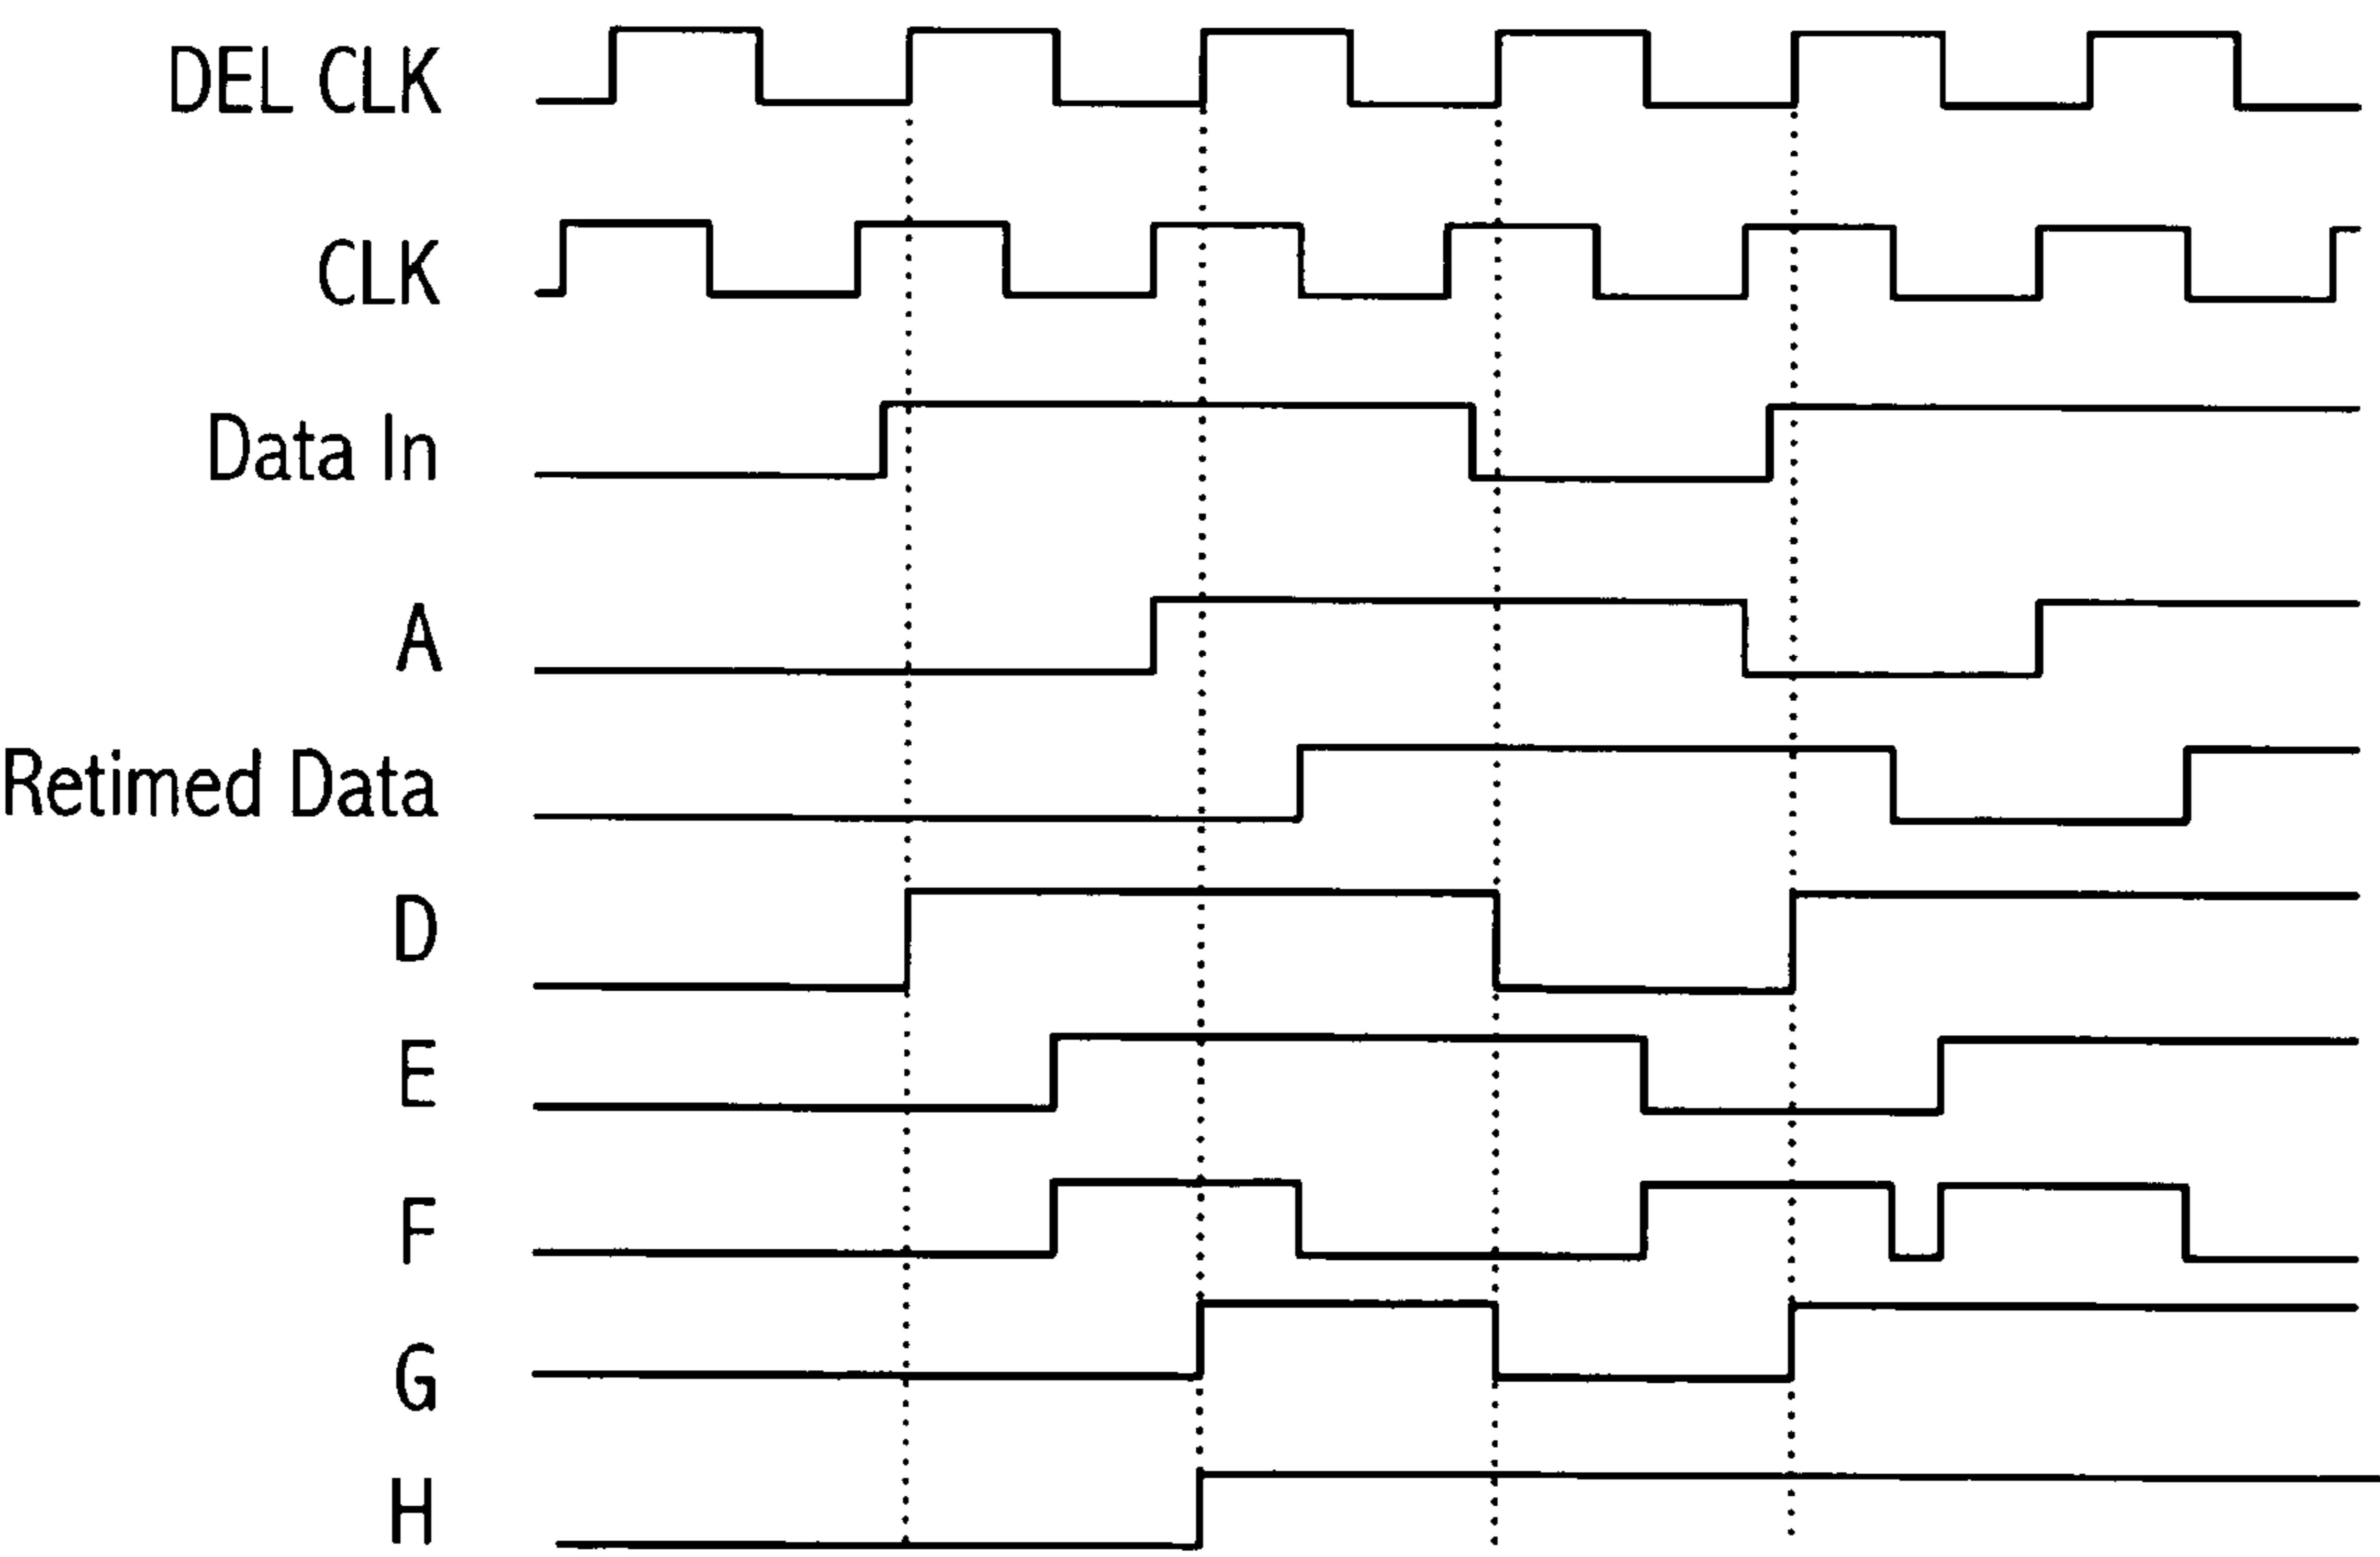 DEL CLK
CLK
Data In
A
Retimed Data
D
E
F
G
H